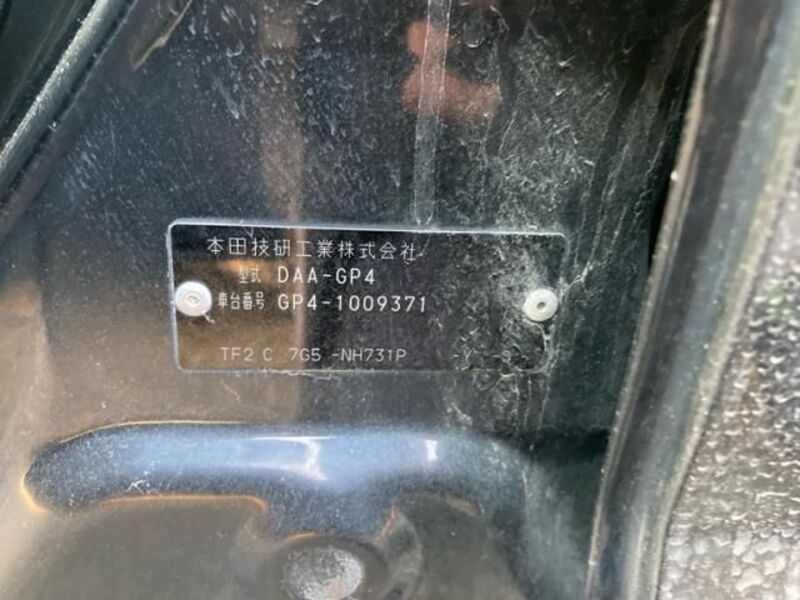 本田技研工業株式会社
型式 DAA-GP4
車台番号 GP4-1009371
TF2 C 7G5 -NH731P -Y